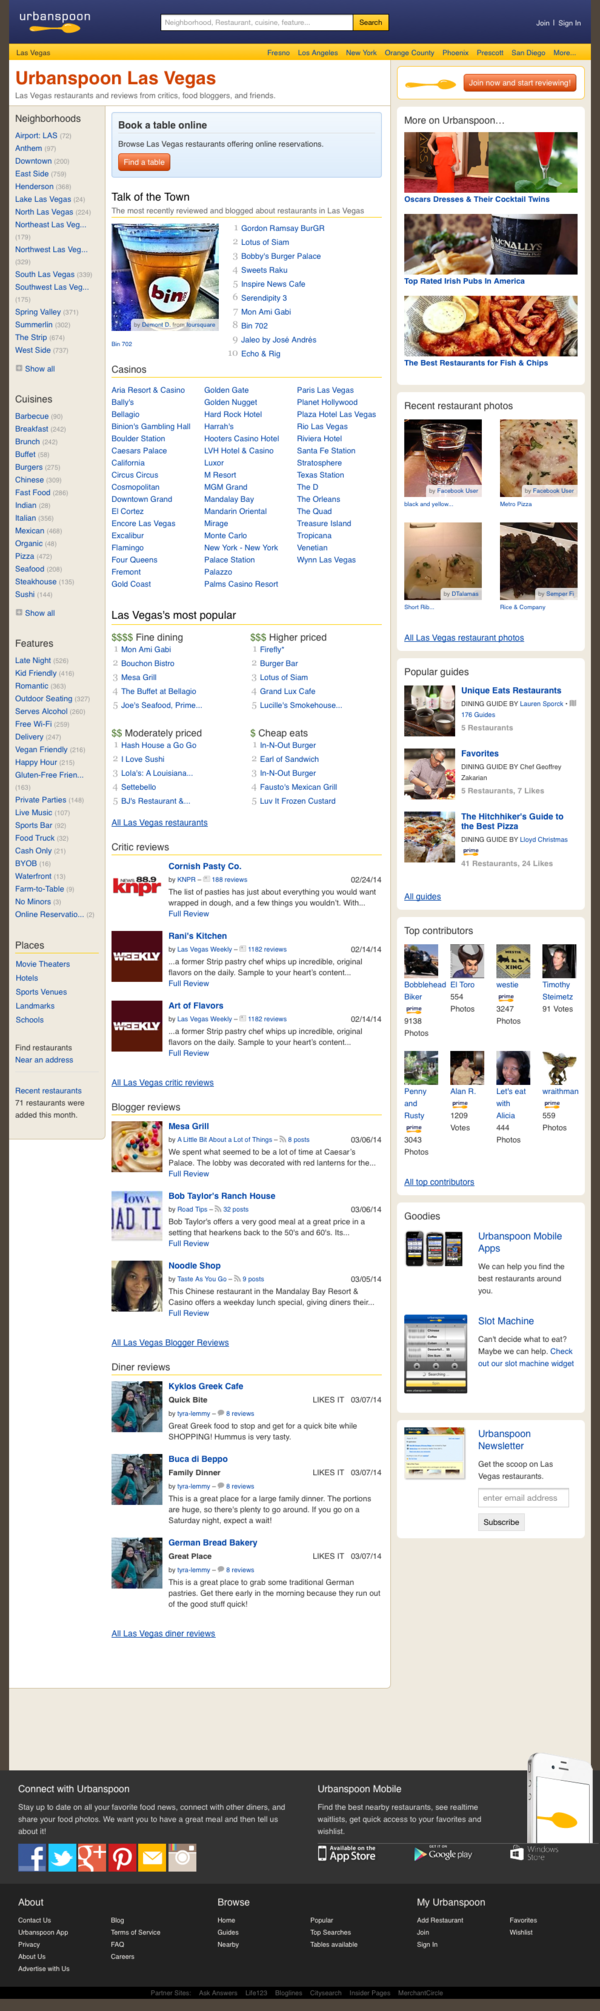 urbanspoon
Neighborhood, Restaurant, cuisine, feature...
Search
Join | Sign In
Las Vegas
Fresno Los Angeles New York Orange County Phoenix Prescott San Diego More...
Urbanspoon Las Vegas
Las Vegas restaurants and reviews from critics, food bloggers, and friends.
Join now and start reviewing!
Neighborhoods
Airport: LAS (72)
Anthem (97)
Downtown (200)
East Side (759)
Henderson (368)
Lake Las Vegas (24)
North Las Vegas (224)
Northeast Las Veg...
(179)
Northwest Las Veg...
(329)
South Las Vegas (339)
Southwest Las Veg...
(175)
Spring Valley (371)
Summerlin (302)
The Strip (674)
West Side (737)
Show all
Cuisines
Barbecue (90)
Breakfast (242)
Brunch (242)
Buffet (58)
Burgers (275)
Chinese (309)
Fast Food (286)
Indian (28)
Italian (356)
Mexican (468)
Organic (48)
Pizza (472)
Seafood (208)
Steakhouse (135)
Sushi (144)
Show all
Features
Late Night (526)
Kid Friendly (416)
Romantic (363)
Outdoor Seating (327)
Serves Alcohol (280)
Free Wi-Fi (259)
Delivery (247)
Vegan Friendly (216)
Happy Hour (215)
Gluten-Free Frien...
(163)
Private Parties (148)
Live Music (107)
Sports Bar (92)
Food Truck (32)
Cash Only (21)
BYOB (16)
Waterfront (13)
Farm-to-Table (9)
No Minors (3)
Online Reservatio... (2)
Places
Movie Theaters
Hotels
Sports Venues
Landmarks
Schools
Find restaurants
Near an address
Recent restaurants
71 restaurants were
added this month.
Book a table online
Browse Las Vegas restaurants offering online reservations.
Find a table
Talk of the Town
The most recently reviewed and blogged about restaurants in Las Vegas
bin
by Demont D. from foursquare
Bin 702
1 Gordon Ramsay BurGR
2 Lotus of Siam
3 Bobby's Burger Palace
4 Sweets Raku
5 Inspire News Cafe
6 Serendipity 3
7 Mon Ami Gabi
8 Bin 702
9 Jaleo by José Andrés
10 Echo & Rig
Casinos
Aria Resort & Casino Golden Gate Paris Las Vegas
Bally's Golden Nugget Planet Hollywood
Bellagio Hard Rock Hotel Plaza Hotel Las Vegas
Binion's Gambling Hall Harrah's Rio Las Vegas
Boulder Station Hooters Casino Hotel Riviera Hotel
Caesars Palace LVH Hotel & Casino Santa Fe Station
California Luxor Stratosphere
Circus Circus M Resort Texas Station
Cosmopolitan MGM Grand The D
Downtown Grand Mandalay Bay The Orleans
El Cortez Mandarin Oriental The Quad
Encore Las Vegas Mirage Treasure Island
Excalibur Monte Carlo Tropicana
Flamingo New York - New York Venetian
Four Queens Palace Station Wynn Las Vegas
Fremont Palazzo
Gold Coast Palms Casino Resort
Las Vegas's most popular
$$$$ Fine dining
1 Mon Ami Gabi
2 Bouchon Bistro
3 Mesa Grill
4 The Buffet at Bellagio
5 Joe's Seafood, Prime...
$$$ Higher priced
1 Firefly*
2 Burger Bar
3 Lotus of Siam
4 Grand Lux Cafe
5 Lucille's Smokehouse...
$$ Moderately priced
1 Hash House a Go Go
2 I Love Sushi
3 Lola's: A Louisiana...
4 Settebello
5 BJ's Restaurant &...
$ Cheap eats
1 In-N-Out Burger
2 Earl of Sandwich
3 In-N-Out Burger
4 Fausto's Mexican Grill
5 Luv It Frozen Custard
All Las Vegas restaurants
Critic reviews
NEWS 88.9
knpr
Cornish Pasty Co.
by KNPR – 188 reviews 02/24/14
The list of pasties has just about everything you would want
wrapped in dough, and a few things you wouldn't. With...
Full Review
WEEKLY
Rani's Kitchen
by Las Vegas Weekly – 1182 reviews 02/14/14
...a former Strip pastry chef whips up incredible, original
flavors on the daily. Sample to your heart's content...
Full Review
WEEKLY
Art of Flavors
by Las Vegas Weekly – 1182 reviews 02/14/14
...a former Strip pastry chef whips up incredible, original
flavors on the daily. Sample to your heart's content...
Full Review
All Las Vegas critic reviews
Blogger reviews
Mesa Grill
by A Little Bit About a Lot of Things – 8 posts 03/06/14
We spent what seemed to be a lot of time at Caesar's
Palace. The lobby was decorated with red lanterns for the...
Full Review
IOWA
Bob Taylor's Ranch House
by Road Tips – 32 posts 03/06/14
Bob Taylor's offers a very good meal at a great price in a
setting that hearkens back to the 50's and 60's. Its...
Full Review
Noodle Shop
by Taste As You Go – 9 posts 03/05/14
This Chinese restaurant in the Mandalay Bay Resort &
Casino offers a weekday lunch special, giving diners their...
Full Review
All Las Vegas Blogger Reviews
Diner reviews
Kyklos Greek Cafe
Quick Bite LIKES IT 03/07/14
by tyra-lemmy – 8 reviews
Great Greek food to stop and get for a quick bite while
SHOPPING! Hummus is very tasty.
Buca di Beppo
Family Dinner LIKES IT 03/07/14
by tyra-lemmy – 8 reviews
This is a great place for a large family dinner. The portions
are huge, so there's plenty to go around. If you go on a
Saturday night, expect a wait!
German Bread Bakery
Great Place LIKES IT 03/07/14
by tyra-lemmy – 8 reviews
This is a great place to grab some traditional German
pastries. Get there early in the morning because they run out
of the good stuff quick!
All Las Vegas diner reviews
More on Urbanspoon...
Oscars Dresses & Their Cocktail Twins
McNALLY'S
Top Rated Irish Pubs In America
The Best Restaurants for Fish & Chips
Recent restaurant photos
by Facebook User by Facebook User
black and yellow... Metro Pizza
by DTalamas by Semper Fi
Short Rib... Rice & Company
All Las Vegas restaurant photos
Popular guides
Unique Eats Restaurants
DINING GUIDE BY Lauren Sporck •
176 Guides
5 Restaurants
Favorites
DINING GUIDE BY Chef Geoffrey
Zakarian
5 Restaurants, 7 Likes
The Hitchhiker's Guide to
the Best Pizza
DINING GUIDE BY Lloyd Christmas
prime
41 Restaurants, 24 Likes
All guides
Top contributors
WESTIE
XING
Bobblehead
Biker
prime
9138
Photos
El Toro
554
Photos
westie
prime
3247
Photos
Timothy
Steimetz
91 Votes
Penny
and
Rusty
prime
3043
Photos
Alan R.
prime
1209
Votes
Let's eat
with
Alicia
444
Photos
wraithman
prime
559
Photos
All top contributors
Goodies
Urbanspoon Mobile
Apps
We can help you find the
best restaurants around
you.
Slot Machine
Can't decide what to eat?
Maybe we can help. Check
out our slot machine widget
Urbanspoon
Newsletter
Get the scoop on Las
Vegas restaurants.
enter email address
Subscribe
Connect with Urbanspoon
Stay up to date on all your favorite food news, connect with other diners, and
share your food photos. We want you to have a great meal and then tell us
about it!
Urbanspoon Mobile
Find the best nearby restaurants, see realtime
waitlists, get quick access to your favorites and
wishlist.
Available on the
App Store
GET IT ON
Google play
Windows
Store
About
Contact Us Blog
Urbanspoon App Terms of Service
Privacy FAQ
About Us Careers
Advertise with Us
Browse
Home Popular
Guides Top Searches
Nearby Tables available
My Urbanspoon
Add Restaurant Favorites
Join Wishlist
Sign In
Partner Sites: Ask Answers Life123 Bloglines Citysearch Insider Pages MerchantCircle